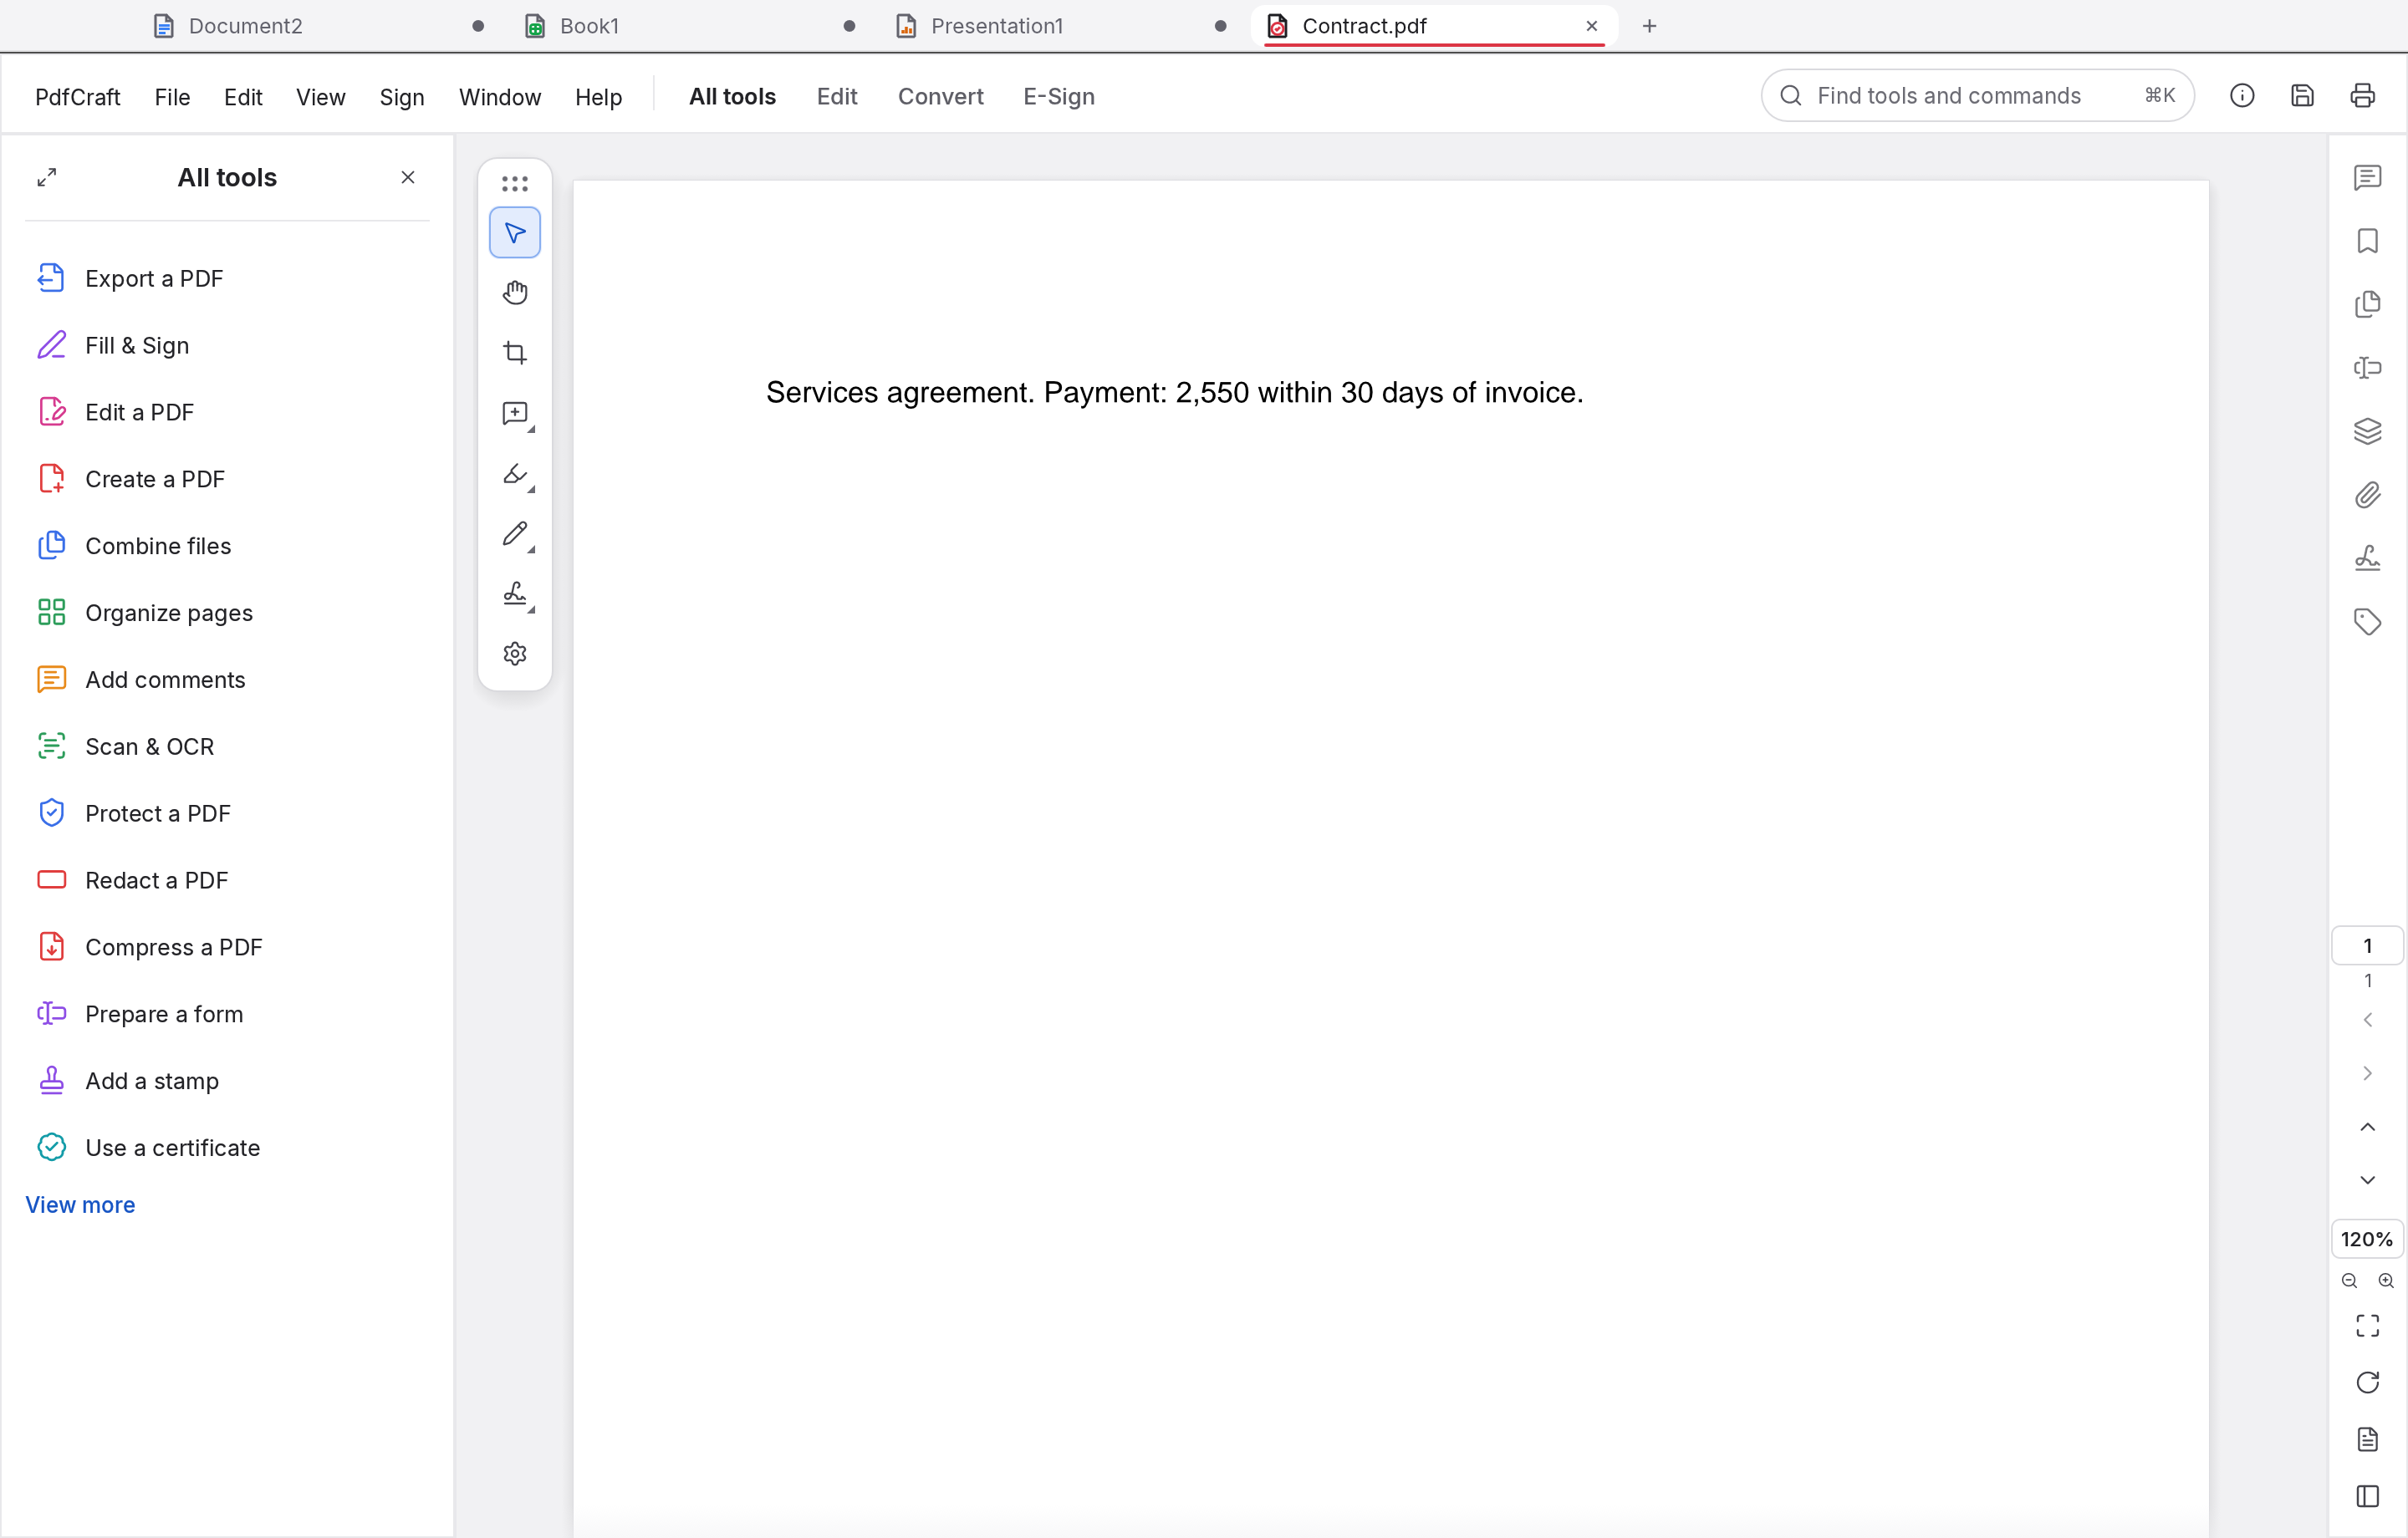 Document2
Book1
Presentation1
Contract.pdf
PdfCraft File Edit View Sign Window Help
All tools Edit Convert E-Sign
Find tools and commands ⌘K
All tools
Export a PDF
Fill & Sign
Edit a PDF
Create a PDF
Combine files
Organize pages
Add comments
Scan & OCR
Protect a PDF
Redact a PDF
Compress a PDF
Prepare a form
Add a stamp
Use a certificate
View more
Services agreement. Payment: 2,550 within 30 days of invoice.
1
1
120%